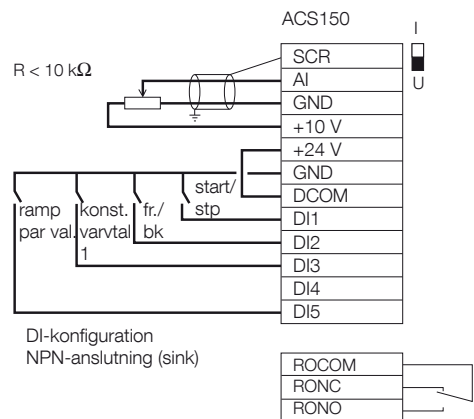 ACS150
I
U
R < 10 kΩ
SCR
AI
GND
+10 V
+24 V
GND
DCOM
DI1
DI2
DI3
DI4
DI5
ramp
par val.
konst.
varvtal
1
fr./
bk
start/
stp
DI-konfiguration
NPN-anslutning (sink)
ROCOM
RONC
RONO